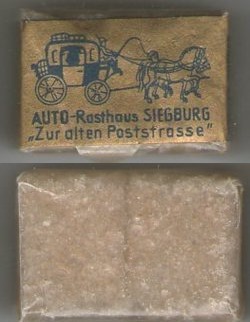 AUTO-Rasthaus SIEGBURG
„Zur alten Poststrasse"